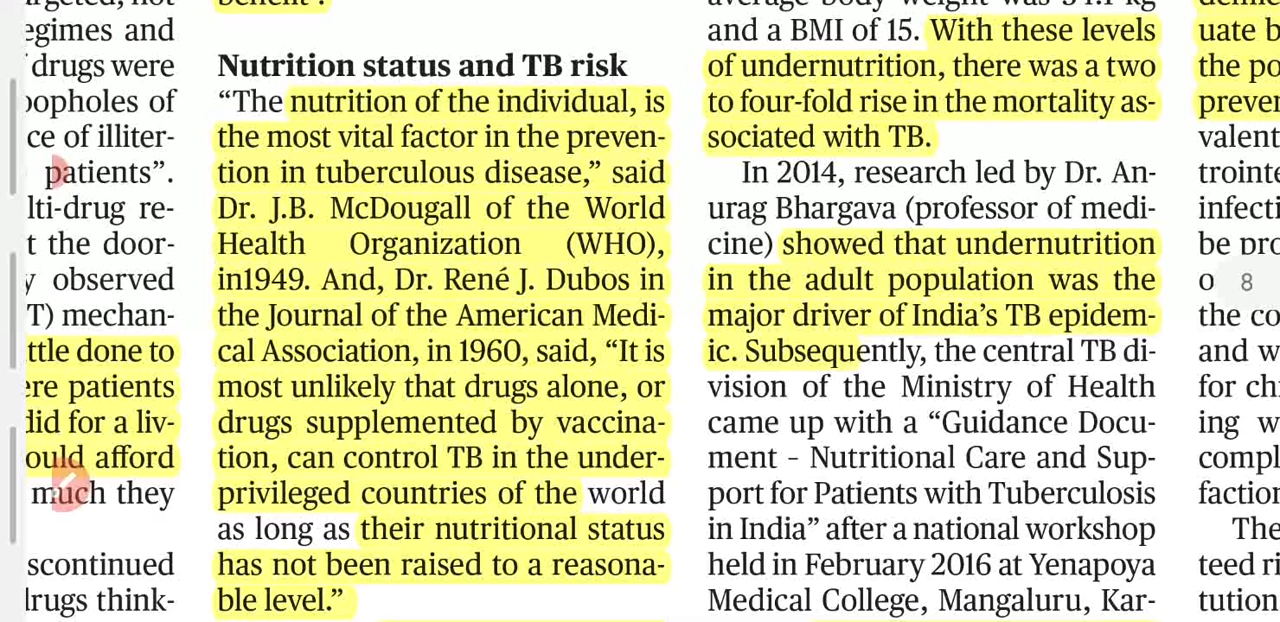 regimes and
drugs were
ce of illiter-
patients”.
lti-drug re-
t the door-
y observed
T) mechan-
ttle done to
ere patients
did for a liv-
ould afford
much they
scontinued
drugs think-
benefit”.
Nutrition status and TB risk
“The nutrition of the individual, is
the most vital factor in the preven-
tion in tuberculous disease,” said
Dr. J.B. McDougall of the World
Health Organization (WHO),
in1949. And, Dr. René J. Dubos in
the Journal of the American Medi-
cal Association, in 1960, said, “It is
most unlikely that drugs alone, or
drugs supplemented by vaccina-
tion, can control TB in the under-
privileged countries of the world
as long as their nutritional status
has not been raised to a reasona-
ble level.”
and a BMI of 15. With these levels
of undernutrition, there was a two
to four-fold rise in the mortality as-
sociated with TB.
In 2014, research led by Dr. An-
urag Bhargava (professor of medi-
cine) showed that undernutrition
in the adult population was the
major driver of India’s TB epidem-
ic. Subsequently, the central TB di-
vision of the Ministry of Health
came up with a “Guidance Docu-
ment - Nutritional Care and Sup-
port for Patients with Tuberculosis
in India” after a national workshop
held in February 2016 at Yenapoya
Medical College, Mangaluru, Kar-
uate b
the po
preven
valent
trointe
infecti
be pro
o 8
the co
and w
for chi
ing w
compl
faction
The
teed ri
tution